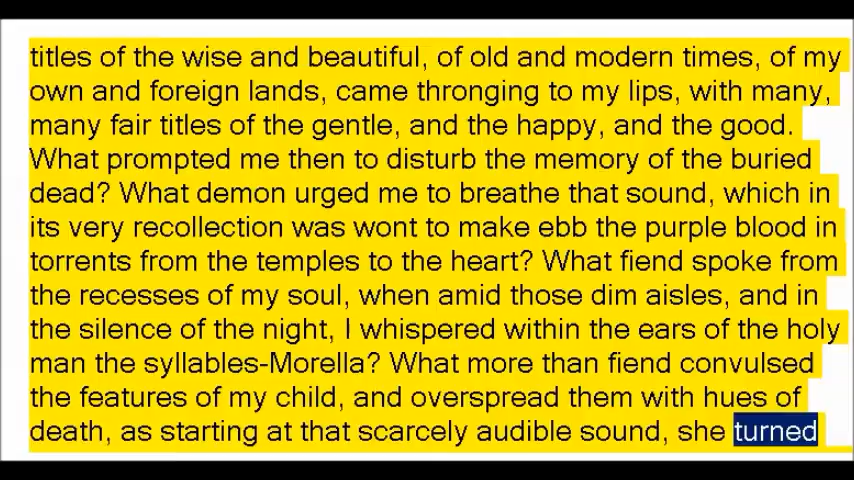 titles of the wise and beautiful, of old and modern times, of my
own and foreign lands, came thronging to my lips, with many,
many fair titles of the gentle, and the happy, and the good.
What prompted me then to disturb the memory of the buried
dead? What demon urged me to breathe that sound, which in
its very recollection was wont to make ebb the purple blood in
torrents from the temples to the heart? What fiend spoke from
the recesses of my soul, when amid those dim aisles, and in
the silence of the night, I whispered within the ears of the holy
man the syllables-Morella? What more than fiend convulsed
the features of my child, and overspread them with hues of
death, as starting at that scarcely audible sound, she turned